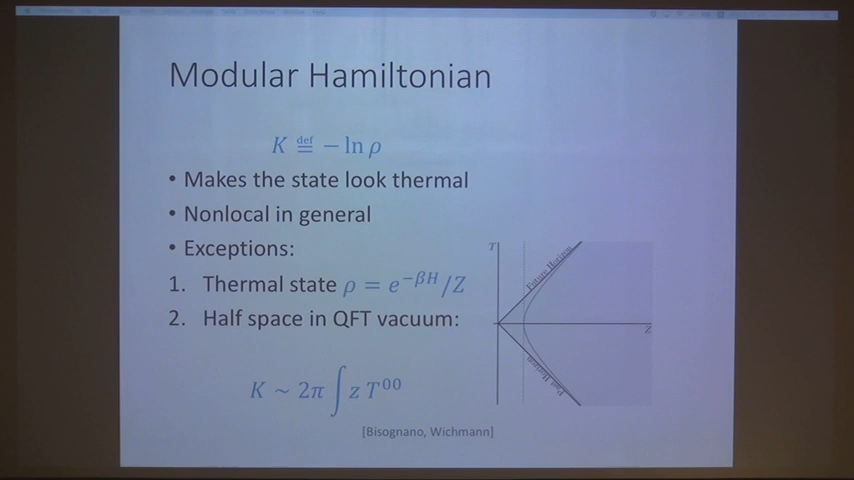 Modular Hamiltonian
K ≝ − ln ρ
• Makes the state look thermal
• Nonlocal in general
• Exceptions:
1. Thermal state ρ = e^{−βH}/Z
2. Half space in QFT vacuum:
K ~ 2π ∫ z T^{00}
[Bisognano, Wichmann]
T
Future Horizon
Z
Past Horizon